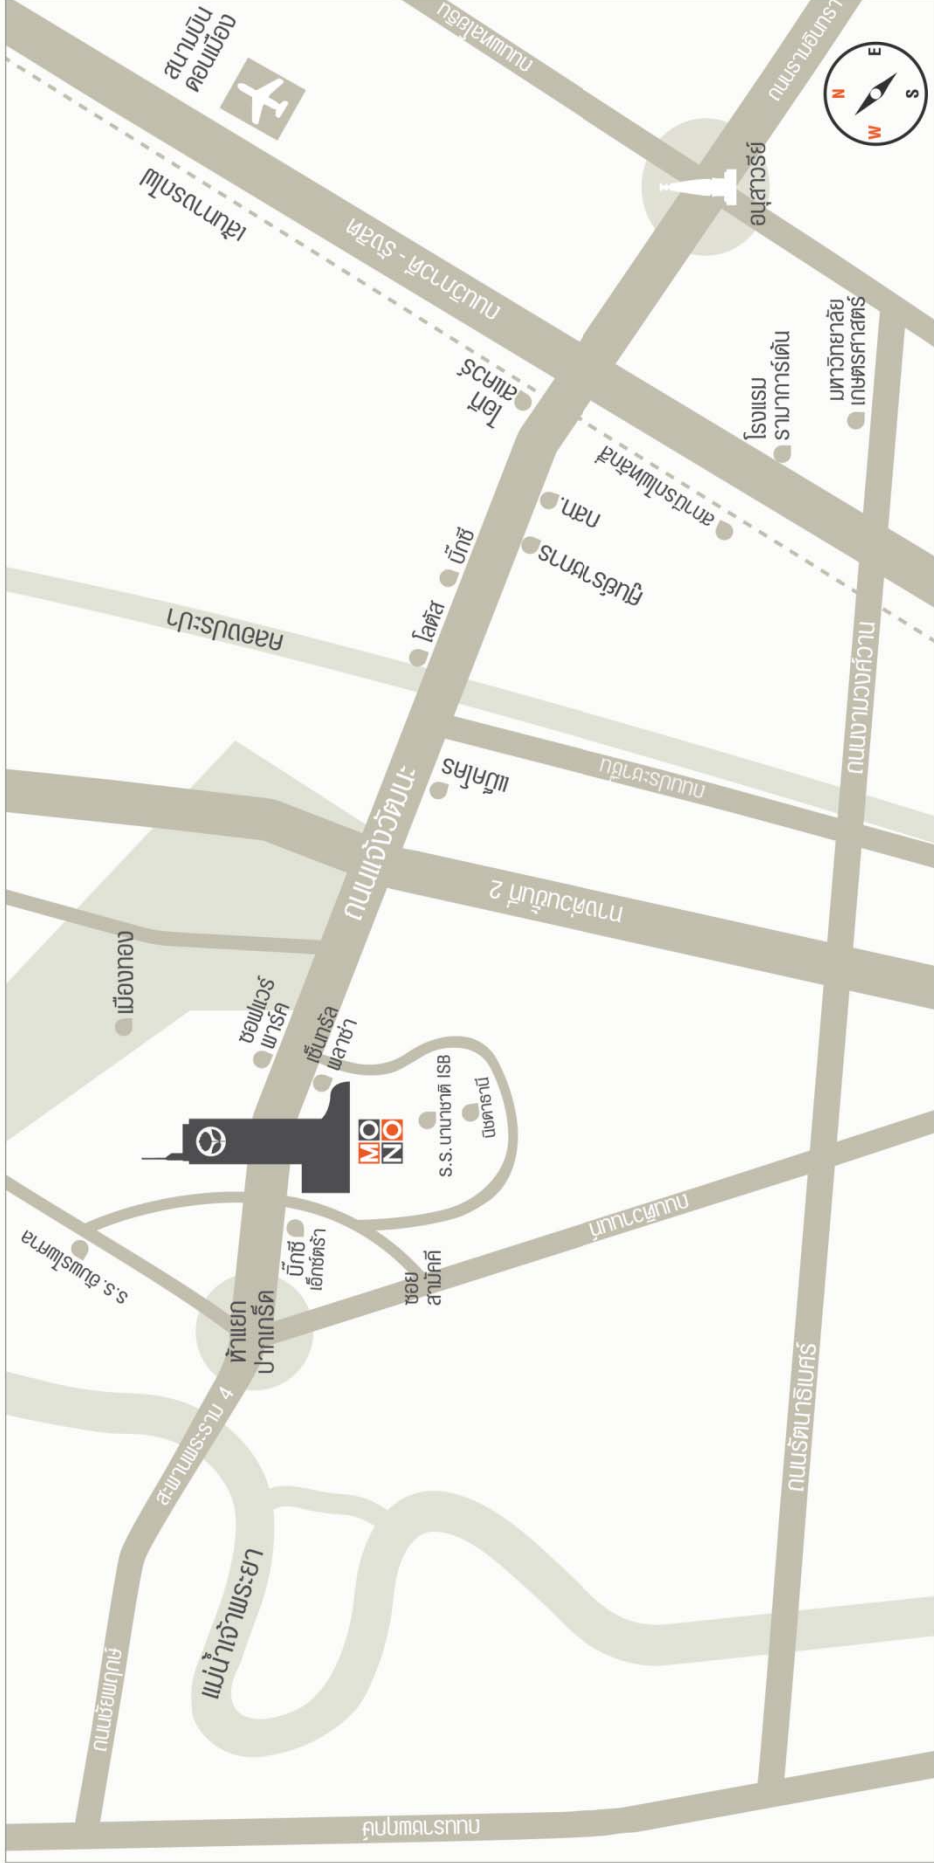 สนามบิน
ดอนเมือง
ถนนพหลโยธิน
ถนนรามอินทรา
N
E
W
S
เส้นทางรถไฟ
ถนนวิภาวดี - รังสิต
อนุสาวรีย์
ไอที
สแควร์
โรงแรม
รามาการ์เด้น
มหาวิทยาลัย
เกษตรศาสตร์
สถานีรถไฟหลักสี่
กสท.
ศูนย์ราชการ
บิ๊กซี
โลตัส
คลองประปา
ถนนแจ้งวัฒนะ
แม็คโคร
ถนนประชาชื่น
ถนนงามวงศ์วาน
ทางด่วนขั้นที่ 2
เมืองทอง
ซอฟแวร์
พาร์ค
เซ็นทรัล
พลาซ่า
MONO
ร.ร.นานาชาติ ISB
นิชดาธานี
ร.ร.อัมพรไพศาล
บิ๊กซี
เอ็กซ์ตร้า
ซอย
สามัคคี
ถนนติวานนท์
ห้าแยก
ปากเกร็ด
สะพานพระราม 4
แม่น้ำเจ้าพระยา
ถนนรัตนาธิเบศร์
ถนนชัยพฤกษ์
ถนนราชพฤกษ์